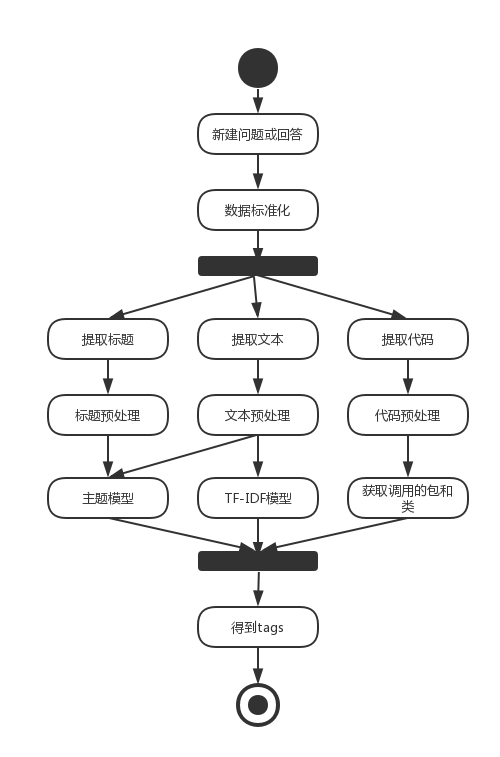 新建问题或回答
数据标准化
提取标题
提取文本
提取代码
标题预处理
文本预处理
代码预处理
主题模型
TF-IDF模型
获取调用的包和
类
得到tags